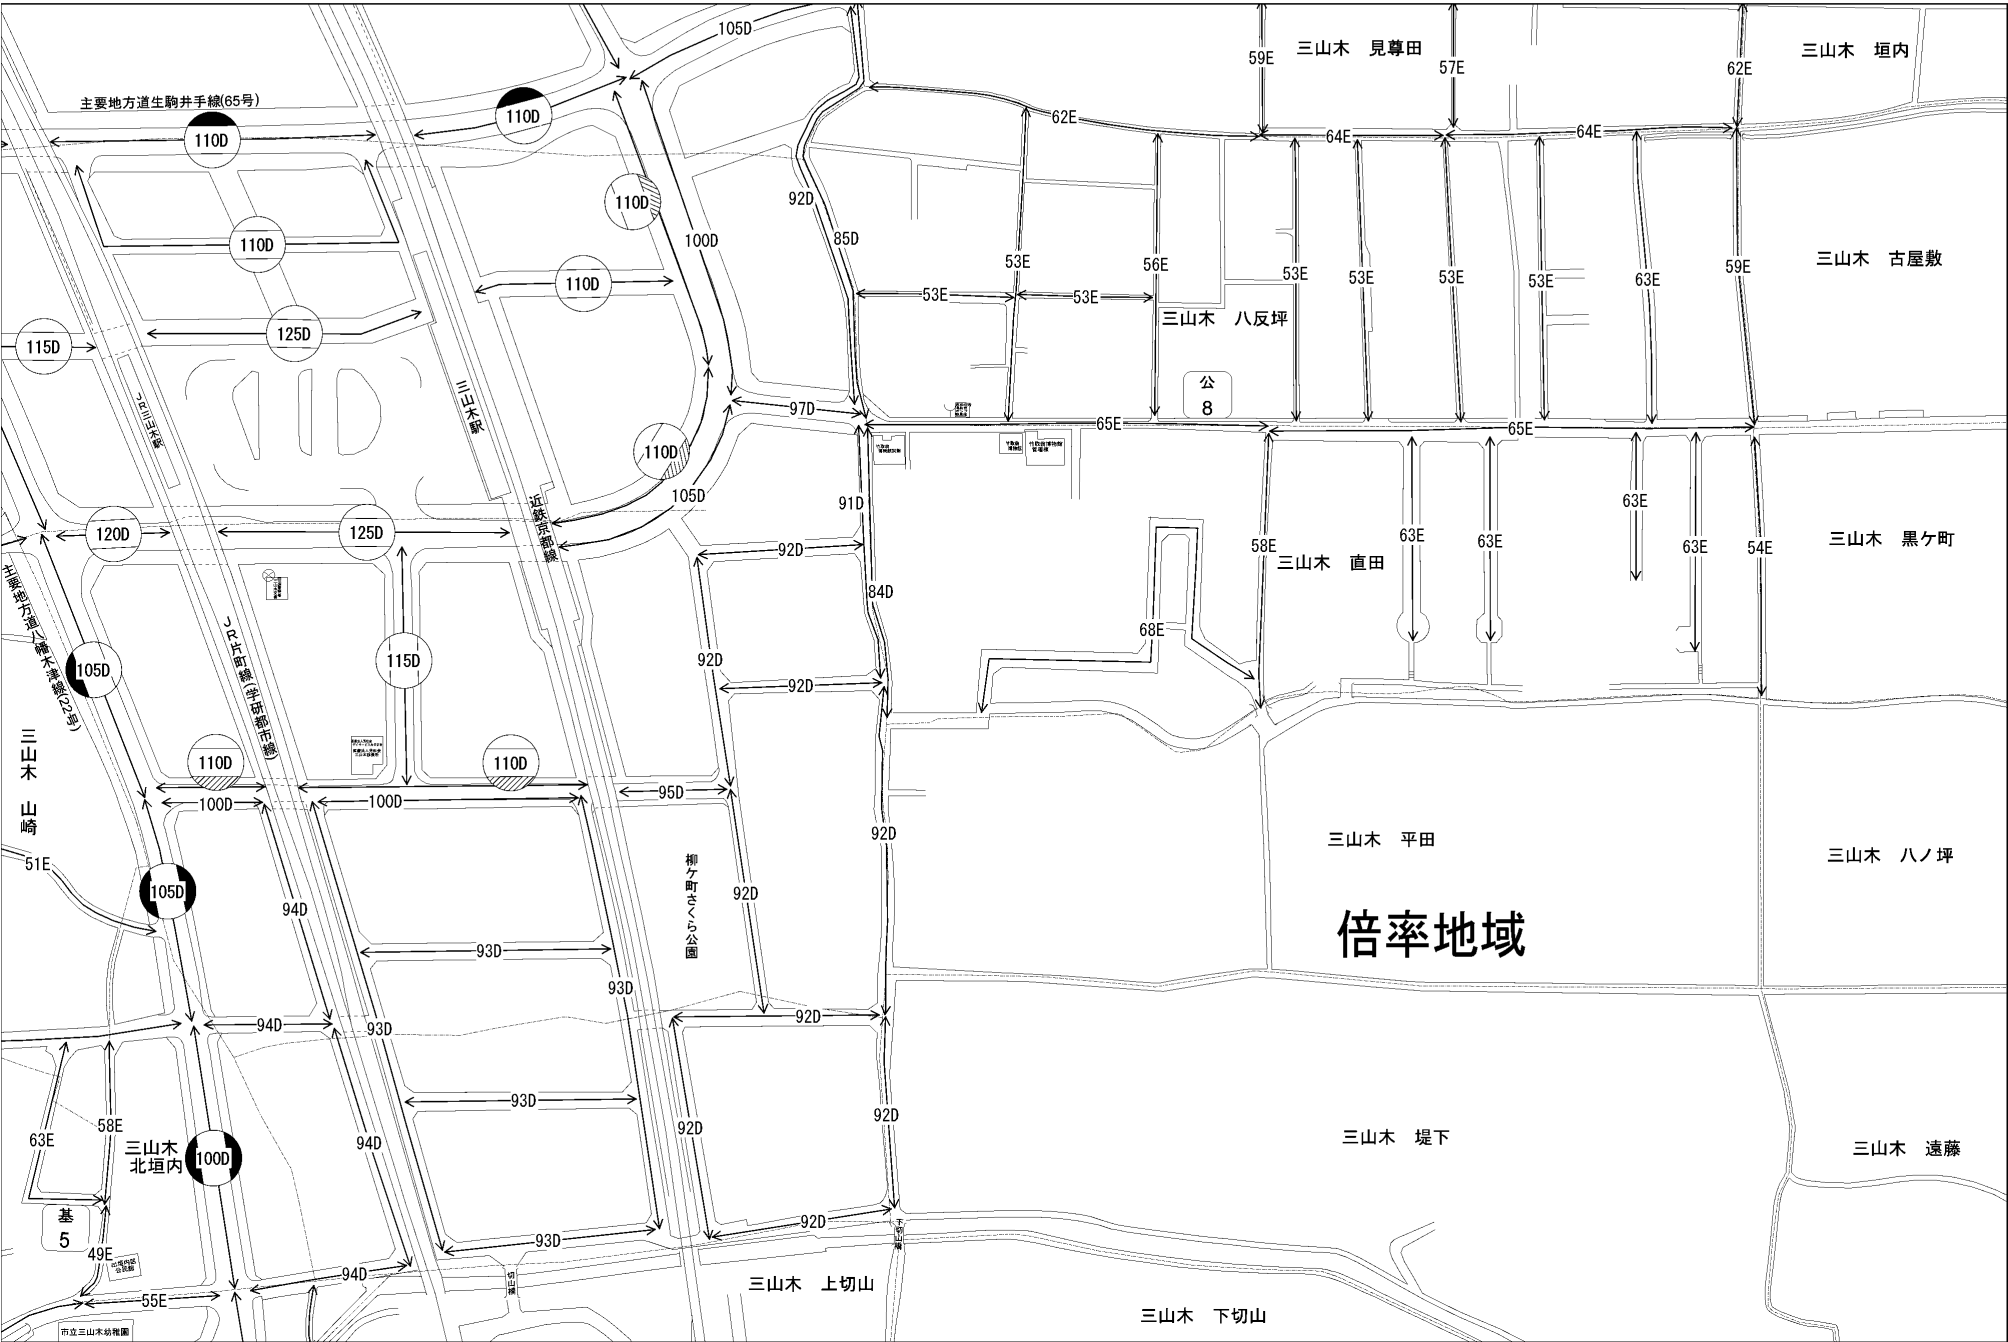 105D
59E
三山木　見尊田
57E
62E
三山木　垣内
主要地方道生駒井手線(65号)
110D
110D
62E
64E
64E
110D
92D
110D
100D
85D
53E
56E
53E
53E
53E
53E
63E
59E
三山木　古屋敷
110D
53E
53E
三山木　八反坪
125D
115D
JR三山木駅
三山木駅
97D
公
8
65E
65E
110D
105D
91D
63E
120D
125D
近鉄京都線
92D
58E
三山木　直田
63E
63E
63E
54E
三山木　黒ケ町
主要地方道八幡木津線(22号)
84D
68E
105D
JR片町線(学研都市線)
115D
92D
92D
三山木　山崎
110D
110D
100D
100D
95D
92D
三山木　平田
三山木　八ノ坪
51E
105D
94D
柳ケ町さくら公園
92D
倍率地域
93D
93D
94D
93D
92D
93D
63E
58E
三山木
北垣内
100D
94D
92D
92D
三山木　堤下
三山木　遠藤
基
5
49E
93D
92D
94D
55E
三山木　上切山
三山木　下切山
市立三山木幼稚園